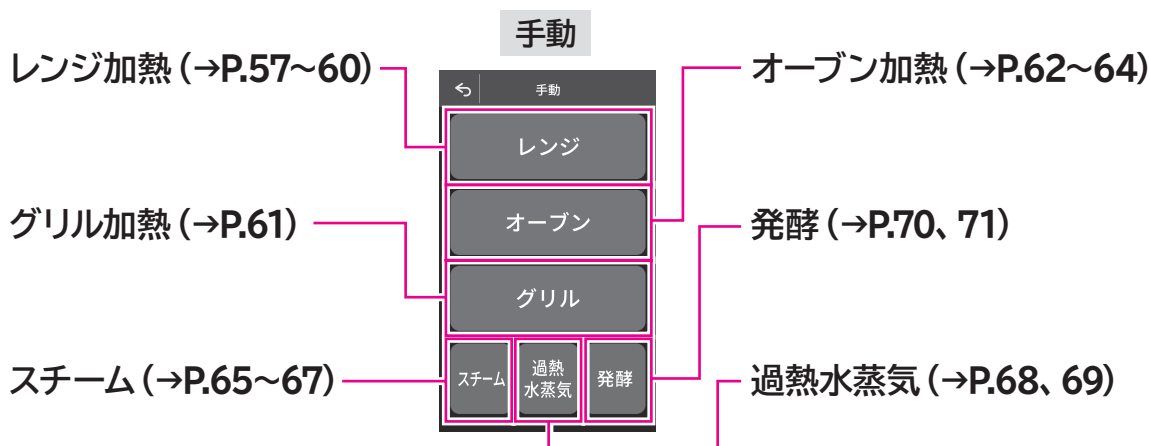 手動
レンジ加熱（→P.57~60）
オーブン加熱（→P.62~64）
手動
レンジ
オーブン
グリル加熱（→P.61）
発酵（→P.70、71）
グリル
スチーム（→P.65~67）
スチーム
過熱
水蒸気
発酵
過熱水蒸気（→P.68、69）